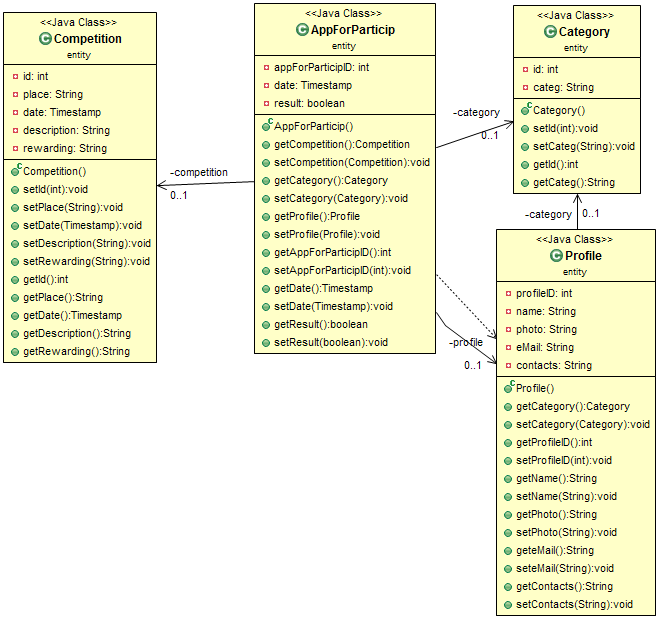 <<Java Class>>
Competition
entity
id: int
place: String
date: Timestamp
description: String
rewarding: String
Competition()
setId(int):void
setPlace(String):void
setDate(Timestamp):void
setDescription(String):void
setRewarding(String):void
getId():int
getPlace():String
getDate():Timestamp
getDescription():String
getRewarding():String
-competition
0..1
<<Java Class>>
AppForParticip
entity
appForParticipID: int
date: Timestamp
result: boolean
AppForParticip()
getCompetition():Competition
setCompetition(Competition):void
getCategory():Category
setCategory(Category):void
getProfile():Profile
setProfile(Profile):void
getAppForParticipID():int
setAppForParticipID(int):void
getDate():Timestamp
setDate(Timestamp):void
getResult():boolean
setResult(boolean):void
-category
0..1
-profile
0..1
<<Java Class>>
Category
entity
id: int
categ: String
Category()
setId(int):void
setCateg(String):void
getId():int
getCateg():String
-category
0..1
<<Java Class>>
Profile
entity
profileID: int
name: String
photo: String
eMail: String
contacts: String
Profile()
getCategory():Category
setCategory(Category):void
getProfileID():int
setProfileID(int):void
getName():String
setName(String):void
getPhoto():String
setPhoto(String):void
geteMail():String
seteMail(String):void
getContacts():String
setContacts(String):void